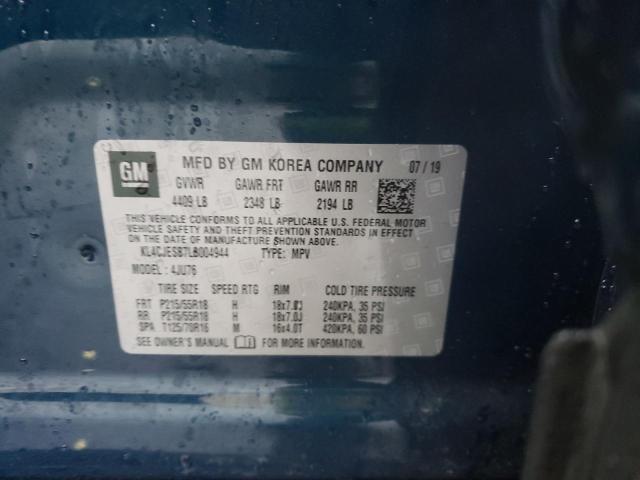 GM
MFD BY GM KOREA COMPANY 07/19
GVWR GAWR FRT GAWR RR
4409 LB 2348 LB 2194 LB
THIS VEHICLE CONFORMS TO ALL APPLICABLE U.S. FEDERAL MOTOR
VEHICLE SAFETY AND THEFT PREVENTION STANDARDS IN EFFECT
ON THE DATE OF MANUFACTURE SHOWN ABOVE.
KL4CJESB7LB004944 TYPE: MPV
MODEL: 4JU76
TIRE SIZE SPEED RTG RIM COLD TIRE PRESSURE
FRT P215/55R18 H 18x7.0J 240KPA, 35 PSI
RR P215/55R18 H 18x7.0J 240KPA, 35 PSI
SPA T125/70R16 M 16x4.0T 420KPA, 60 PSI
SEE OWNER'S MANUAL FOR MORE INFORMATION.